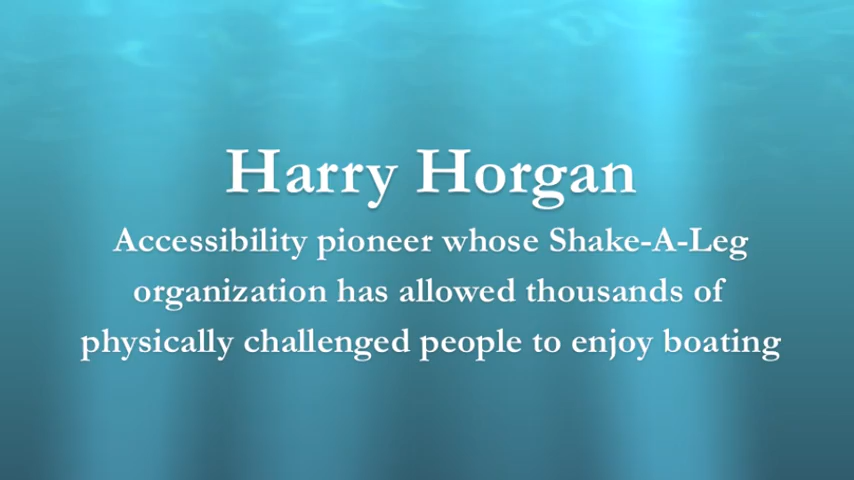 Harry Horgan
Accessibility pioneer whose Shake-A-Leg
organization has allowed thousands of
physically challenged people to enjoy boating